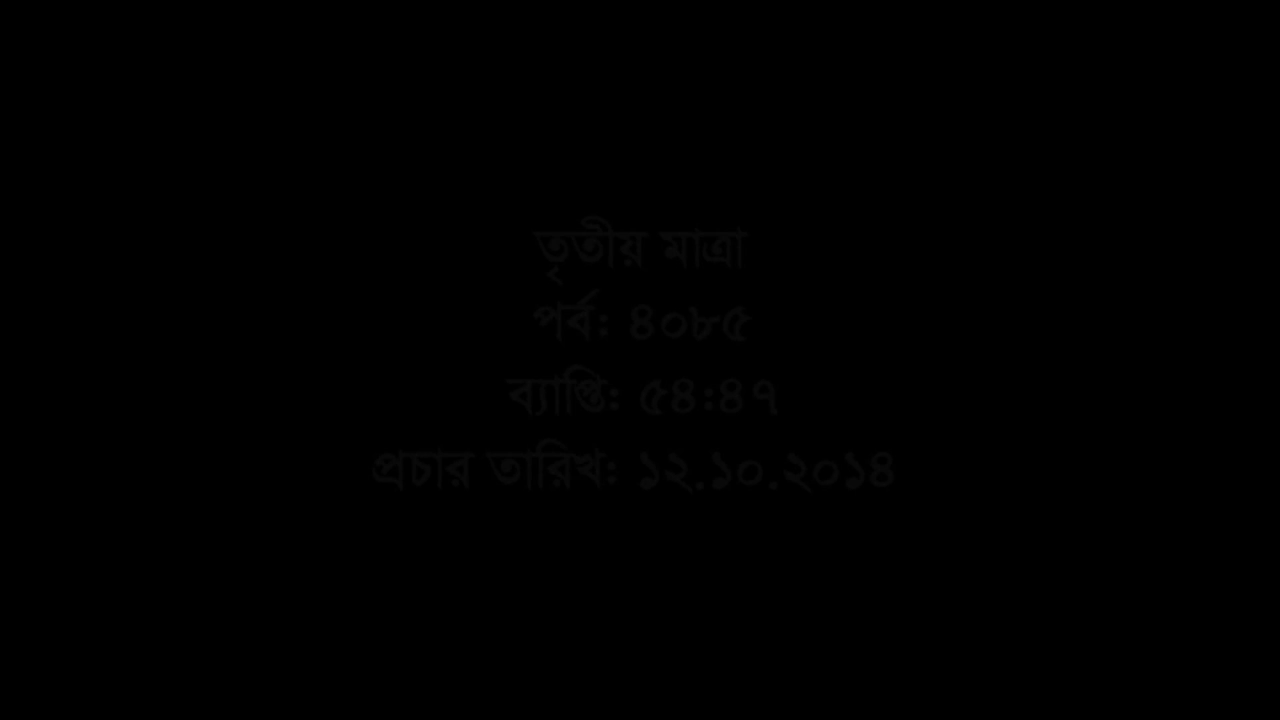 তৃতীয় মাত্রা
পর্ব: ৪০৮৫
ব্যাপ্তি: ৫৪:৪৭
প্রচার তারিখ: ১২.১০.২০১৪